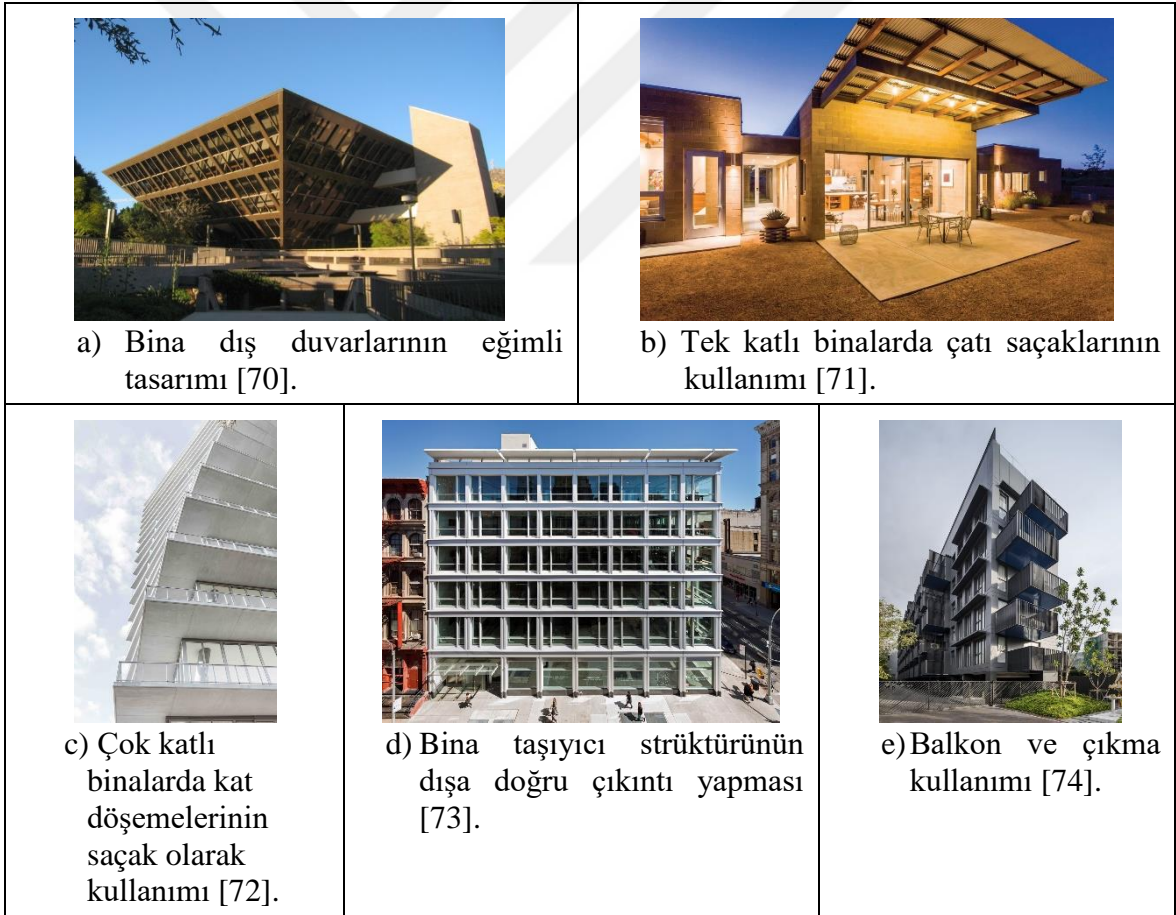 a) Bina dış duvarlarının eğimli
tasarımı [70].
b) Tek katlı binalarda çatı saçaklarının
kullanımı [71].
c) Çok katlı
binalarda kat
döşemelerinin
saçak olarak
kullanımı [72].
d) Bina taşıyıcı strüktürünün
dışa doğru çıkıntı yapması
[73].
e) Balkon ve çıkma
kullanımı [74].